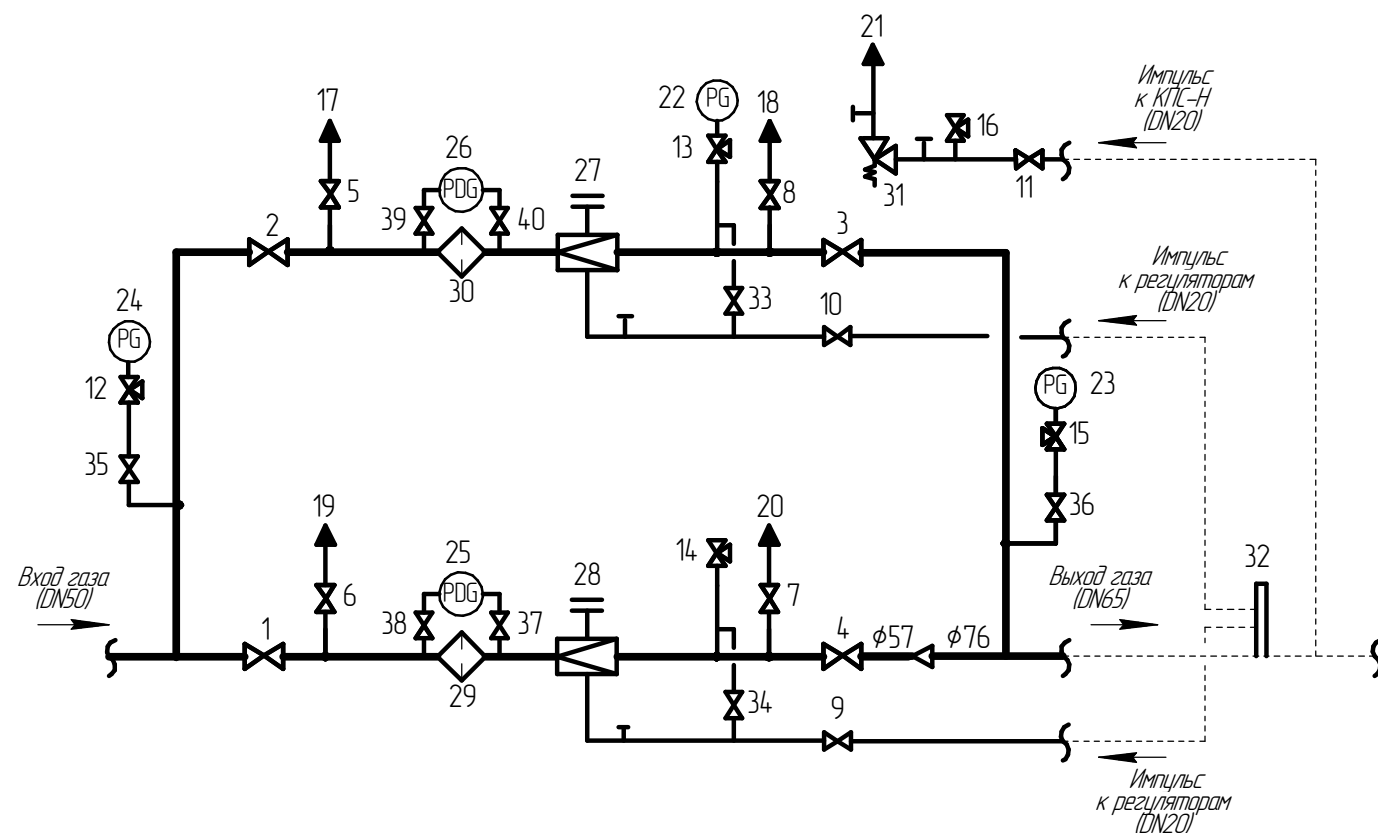 21
Импульс
к КПС-Н
(DN20)
17
22
PG
18
16
26
13
27
PDG
5
8
31
11
2
39
40
3
Импульс
к регуляторам
(DN20)
24
30
33
10
PG
12
PG
23
15
35
36
19
20
25
14
28
32
Вход газа
(DN50)
PDG
Выход газа
(DN65)
6
7
1
38
37
4
ϕ57
ϕ76
29
34
9
Импульс
к регуляторам
(DN20)